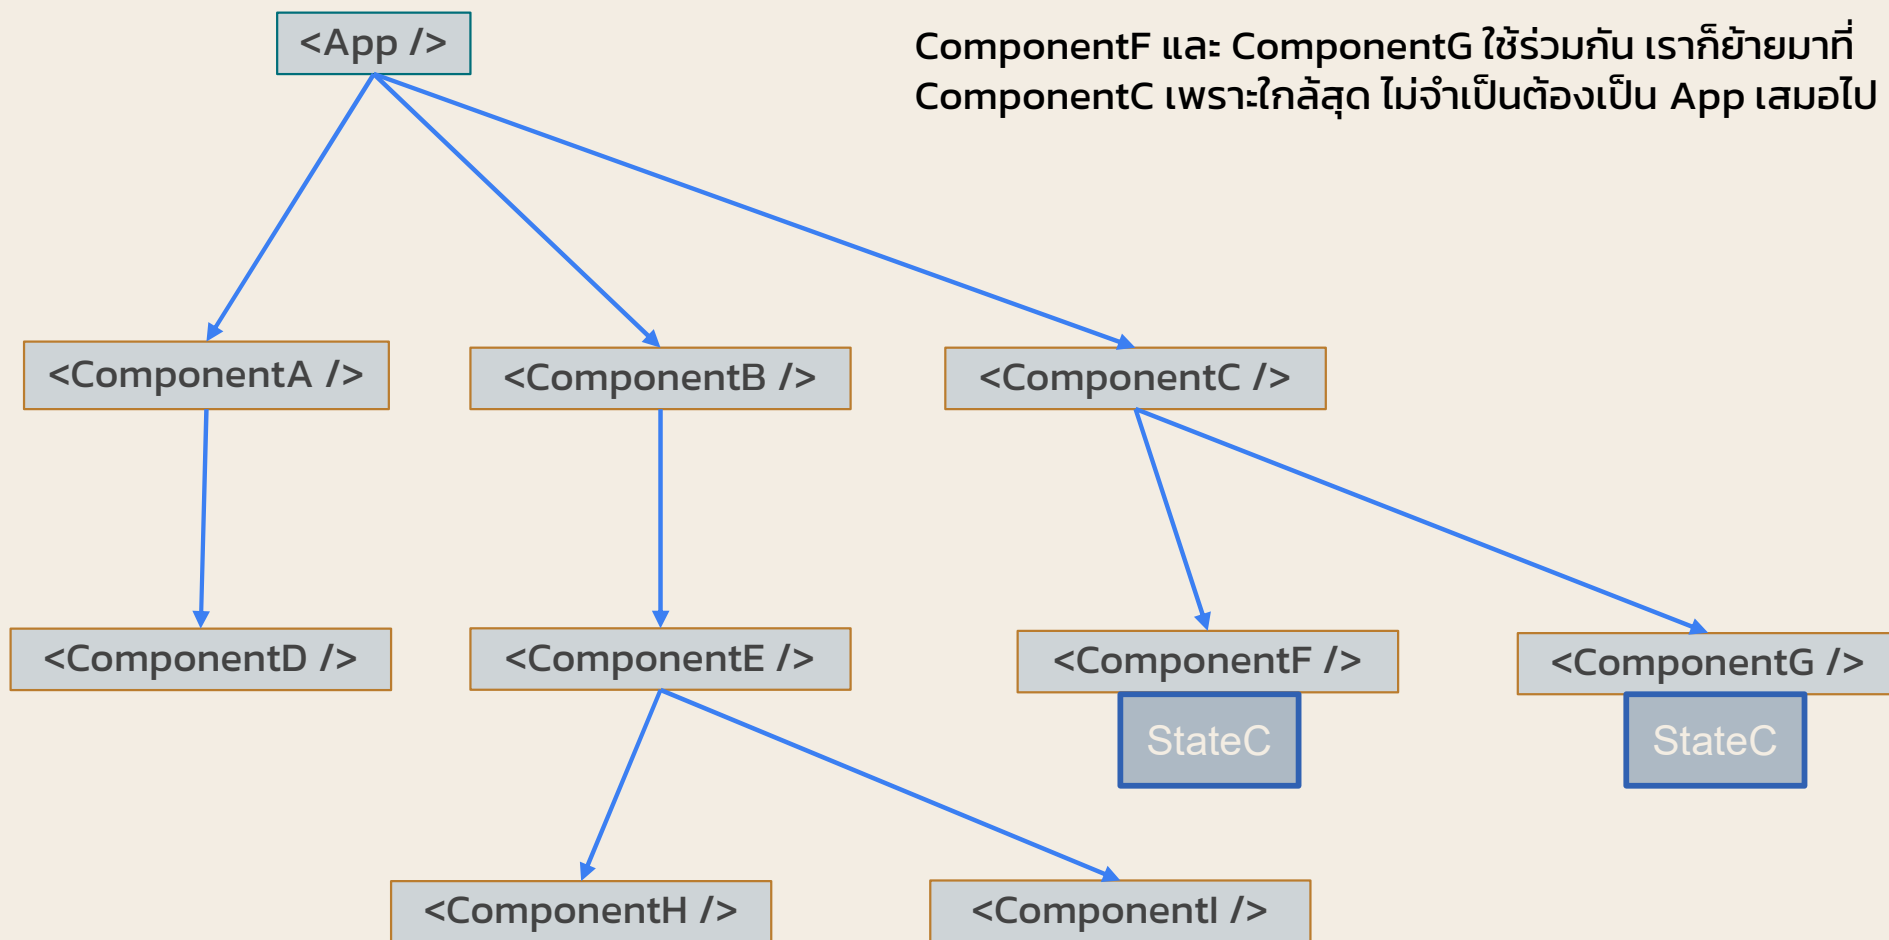 <App />
ComponentF และ ComponentG ใช้ร่วมกัน เราก็ย้ายมาที่
ComponentC เพราะใกล้สุด ไม่จำเป็นต้องเป็น App เสมอไป
<ComponentA />
<ComponentB />
<ComponentC />
<ComponentD />
<ComponentE />
<ComponentF />
<ComponentG />
StateC
StateC
<ComponentH />
<ComponentI />